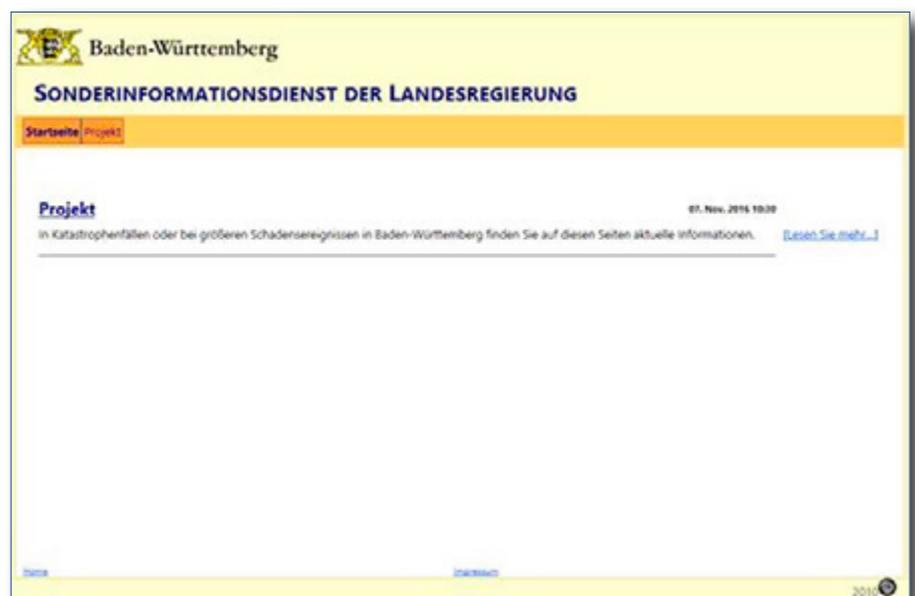 Baden-Württemberg
SONDERINFORMATIONSDIENST DER LANDESREGIERUNG
Startseite Projekt
Projekt 07. Nov. 2016 10:20
In Katastrophenfällen oder bei größeren Schadensereignissen in Baden-Württemberg finden Sie auf diesen Seiten aktuelle Informationen. [Lesen Sie mehr...]
Home Impressum
2010